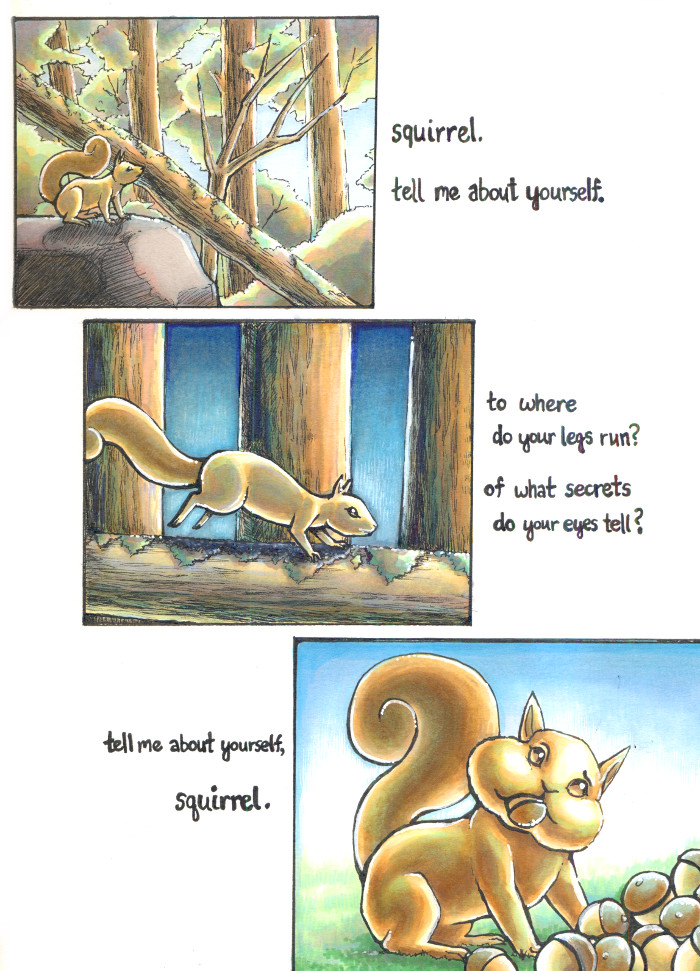 squirrel.
tell me about yourself.
to where
do your legs run?
of what secrets
do your eyes tell?
tell me about yourself,
squirrel.